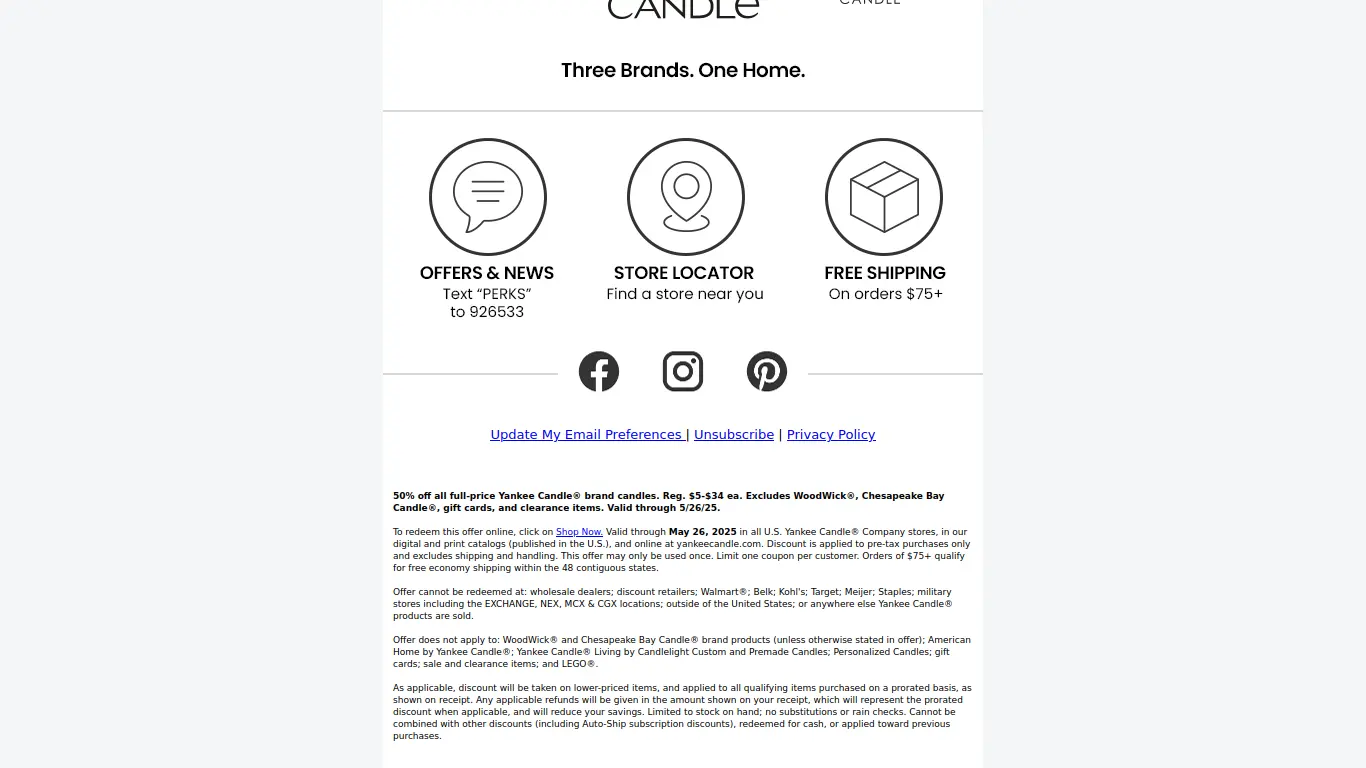 CANDLe
CANDLE
Three Brands. One Home.
OFFERS & NEWS
Text “PERKS”
to 926533
STORE LOCATOR
Find a store near you
FREE SHIPPING
On orders $75+
Update My Email Preferences | Unsubscribe | Privacy Policy
50% off all full-price Yankee Candle® brand candles. Reg. $5-$34 ea. Excludes WoodWick®, Chesapeake Bay
Candle®, gift cards, and clearance items. Valid through 5/26/25.
To redeem this offer online, click on Shop Now. Valid through May 26, 2025 in all U.S. Yankee Candle® Company stores, in our
digital and print catalogs (published in the U.S.), and online at yankeecandle.com. Discount is applied to pre-tax purchases only
and excludes shipping and handling. This offer may only be used once. Limit one coupon per customer. Orders of $75+ qualify
for free economy shipping within the 48 contiguous states.
Offer cannot be redeemed at: wholesale dealers; discount retailers; Walmart®; Belk; Kohl's; Target; Meijer; Staples; military
stores including the EXCHANGE, NEX, MCX & CGX locations; outside of the United States; or anywhere else Yankee Candle®
products are sold.
Offer does not apply to: WoodWick® and Chesapeake Bay Candle® brand products (unless otherwise stated in offer); American
Home by Yankee Candle®; Yankee Candle® Living by Candlelight Custom and Premade Candles; Personalized Candles; gift
cards; sale and clearance items; and LEGO®.
As applicable, discount will be taken on lower-priced items, and applied to all qualifying items purchased on a prorated basis, as
shown on receipt. Any applicable refunds will be given in the amount shown on your receipt, which will represent the prorated
discount when applicable, and will reduce your savings. Limited to stock on hand; no substitutions or rain checks. Cannot be
combined with other discounts (including Auto-Ship subscription discounts), redeemed for cash, or applied toward previous
purchases.